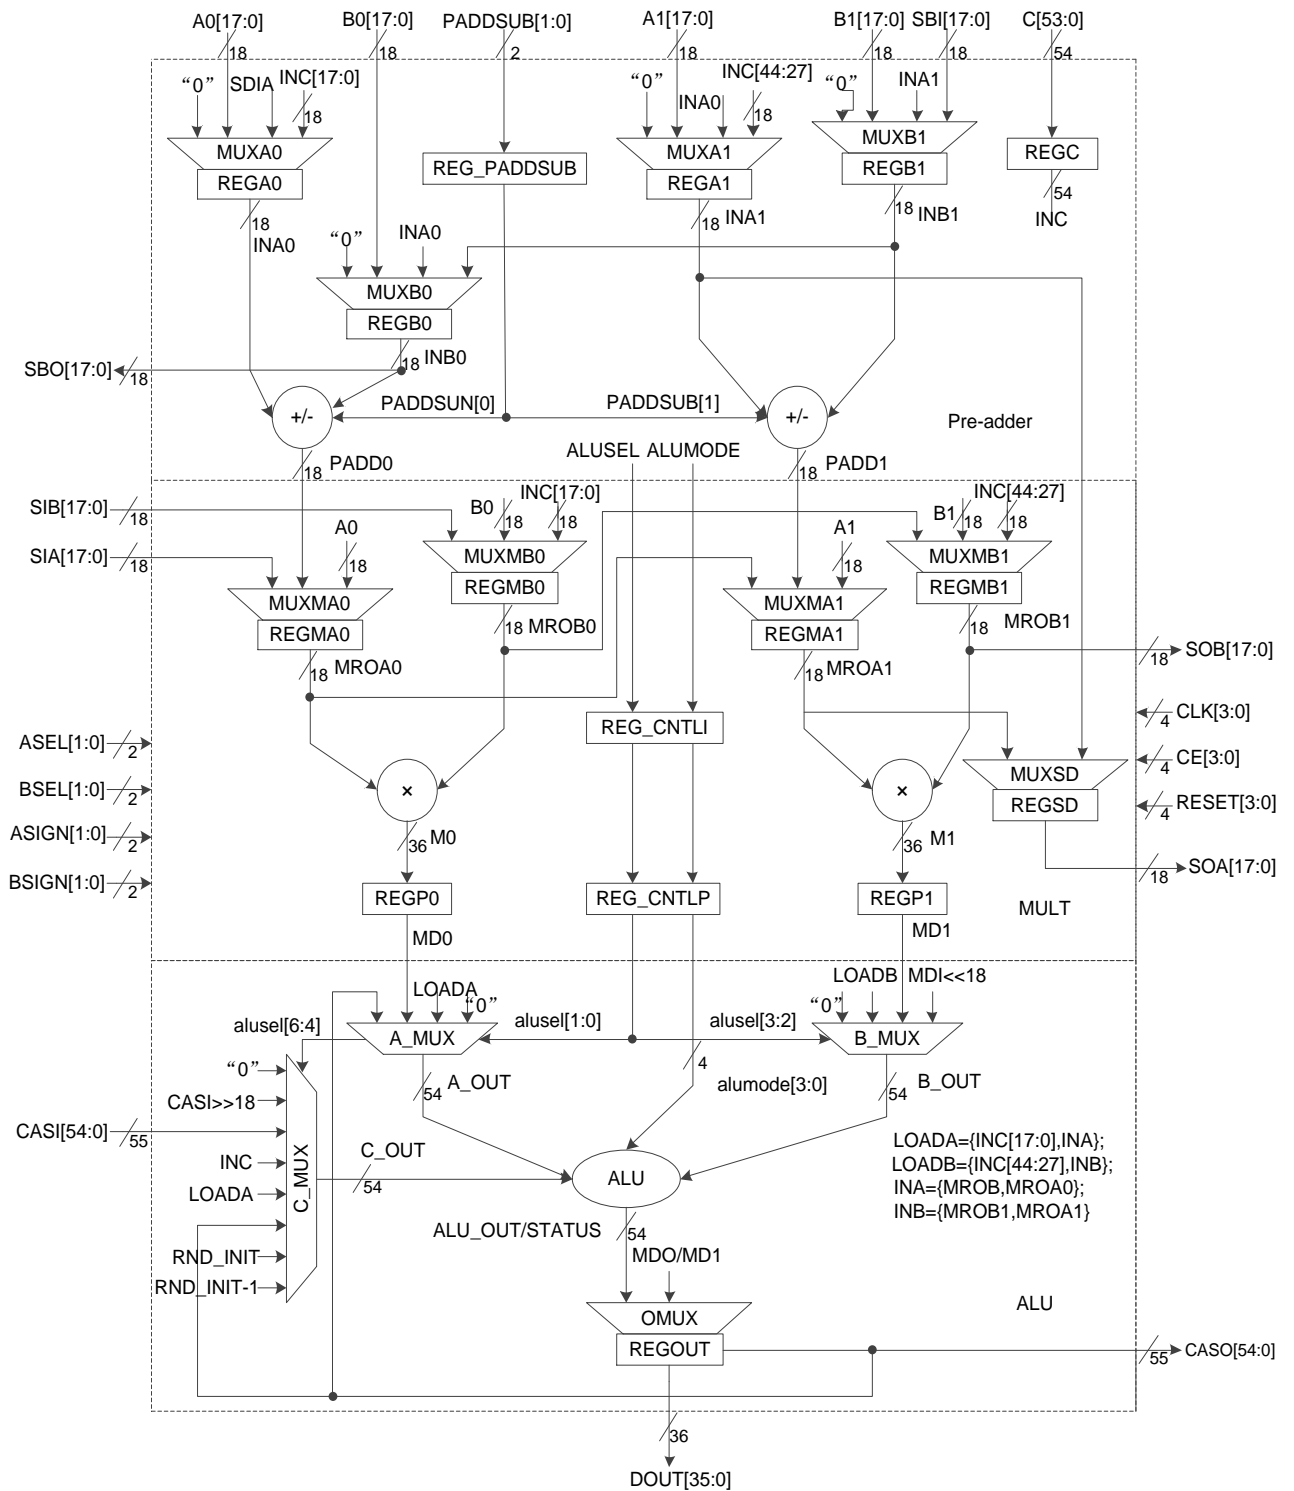 A0[17:0] B0[17:0] PADDSUB[1:0] A1[17:0] B1[17:0] SBI[17:0] C[53:0]
18 18 2 18 18 18 54
“0” SDIA INC[17:0] “0” INA0 INC[44:27] “0” INA1
18 18
MUXA0 MUXA1 MUXB1 REGC
REGA0 REG_PADDSUB REGA1 REGB1
18 18 INA1 18 INB1 54
INA0 INC
“0” INA0
MUXB0
REGB0
18 INB0
SBO[17:0] 18
+/- PADDSUN[0] PADDSUB[1] +/-
Pre-adder
18 PADD0 ALUSEL ALUMODE 18 PADD1
SIB[17:0] 18 B0 18 INC[17:0] 18 B1 18 INC[44:27] 18
SIA[17:0] 18 A0 18 A1 18
MUXMB0 MUXMB1
REGMB0 REGMB1
MUXMA0 MUXMA1
REGMA0 REGMA1
18 MROB0 18 MROB1
18 MROA0 18 MROA1
18 SOB[17:0]
REG_CNTLI
4 CLK[3:0]
ASEL[1:0] 2
4 CE[3:0]
BSEL[1:0] 2
× × MUXSD
REGSD
4 RESET[3:0]
ASIGN[1:0] 2
36 M0 36 M1
18 SOA[17:0]
BSIGN[1:0] 2
REGP0 REG_CNTLP REGP1
MULT
MD0 MD1
LOADA “0” “0” LOADB MDI<<18
alusel[6:4] A_MUX alusel[1:0] alusel[3:2] B_MUX
“0” 54 A_OUT 4 alumode[3:0] 54 B_OUT
CASI>>18
CASI[54:0] 55
INC
LOADA
RND_INIT
RND_INIT-1
C_MUX
C_OUT
54
ALU
LOADA={INC[17:0],INA};
LOADB={INC[44:27],INB};
INA={MROB,MROA0};
INB={MROB1,MROA1}
ALU_OUT/STATUS 54
MDO/MD1
OMUX
REGOUT
ALU
55 CASO[54:0]
36
DOUT[35:0]